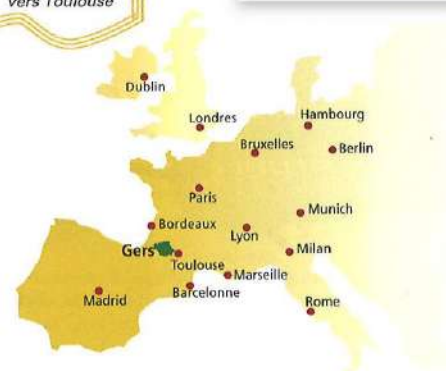 vers Toulouse
Dublin
Londres
Hambourg
Bruxelles
Berlin
Paris
Munich
Bordeaux
Lyon
Gers
Milan
Toulouse
Marseille
Madrid
Barcelonne
Rome